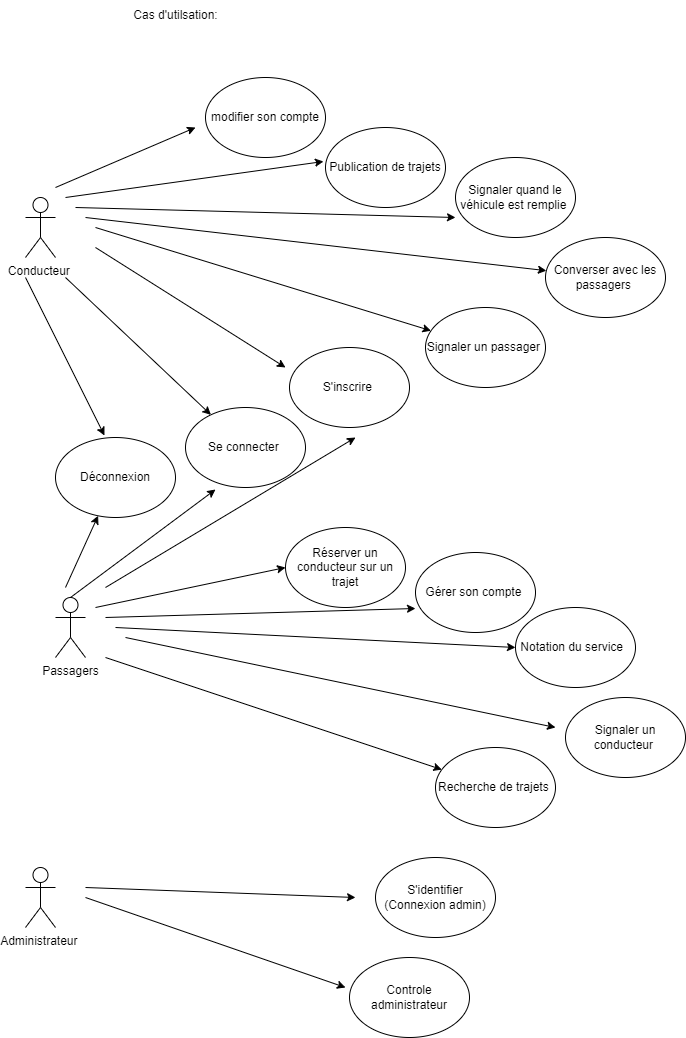 Cas d'utilsation:
modifier son compte
Publication de trajets
Signaler quand le
véhicule est remplie
Conducteur
Converser avec les
passagers
Signaler un passager
S'inscrire
Se connecter
Déconnexion
Réserver un
conducteur sur un
trajet
Gérer son compte
Notation du service
Passagers
Signaler un
conducteur
Recherche de trajets
S'identifier
(Connexion admin)
Administrateur
Controle
administrateur